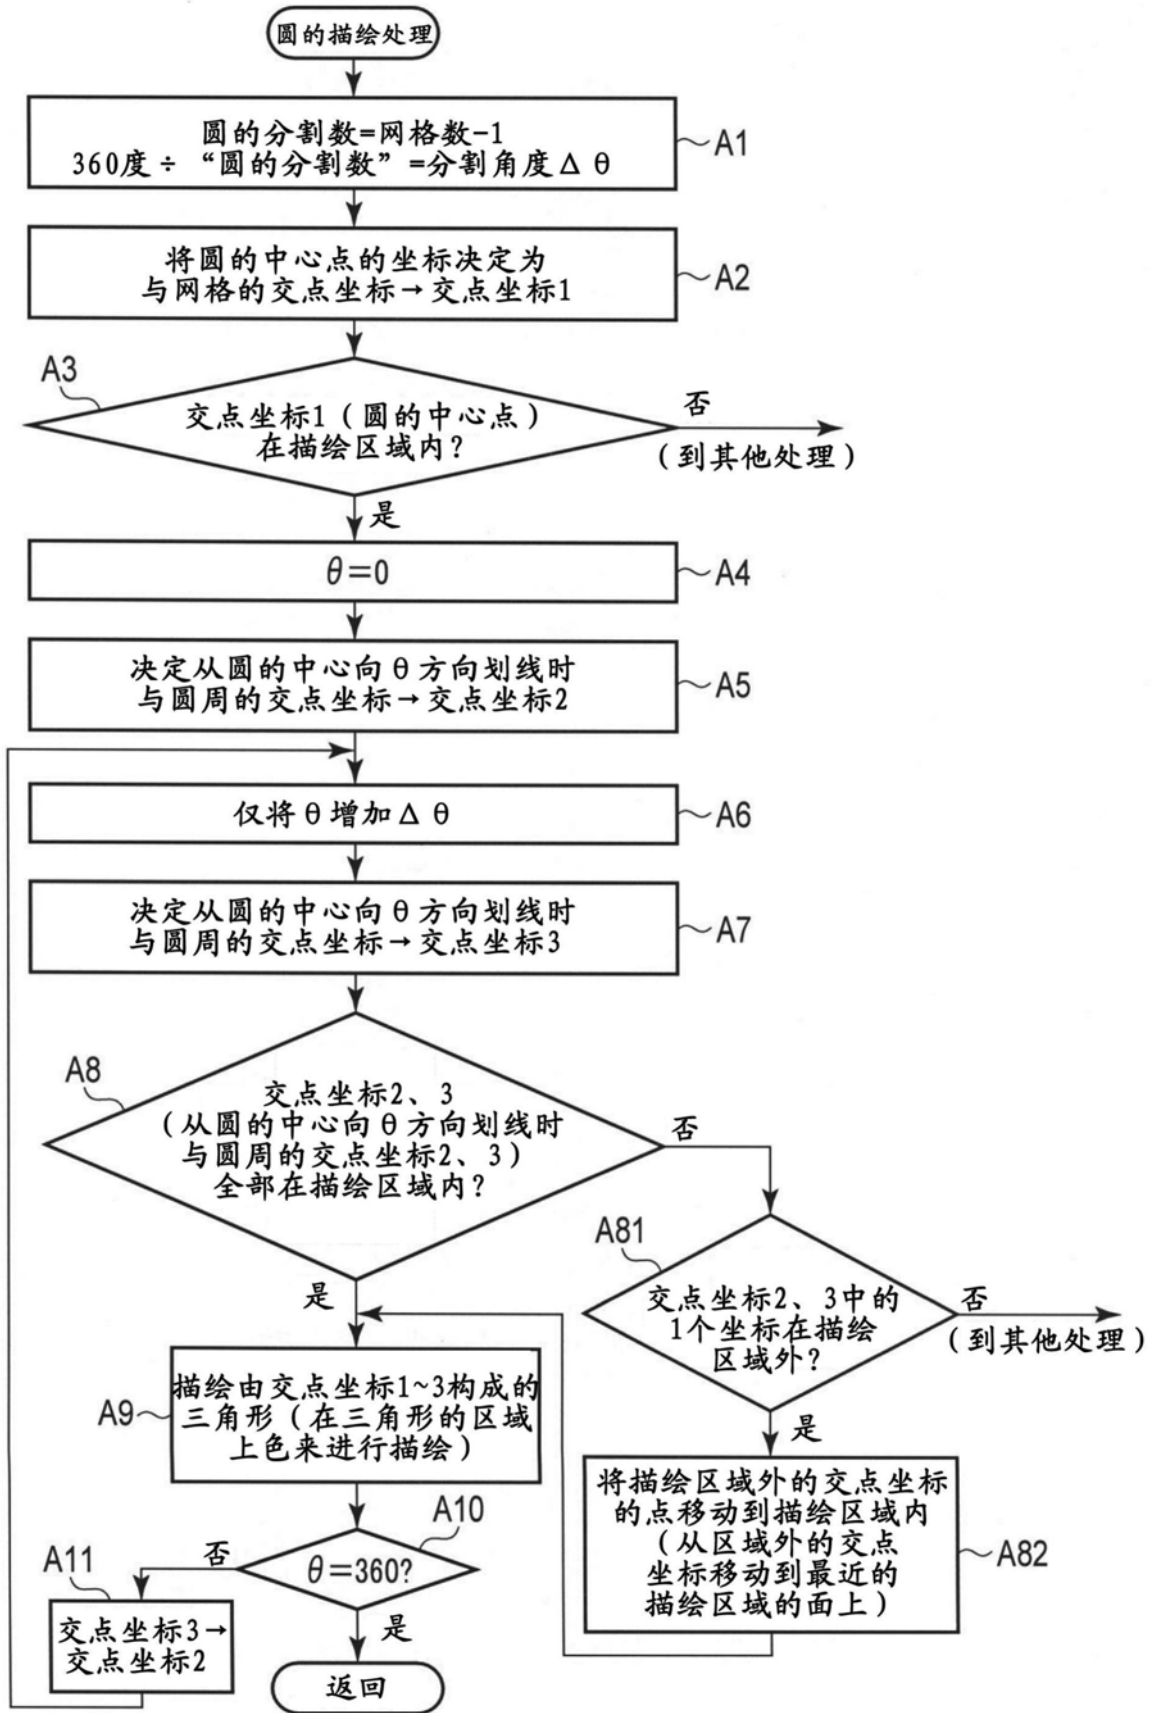 圆的描绘处理
圆的分割数=网格数-1
360度÷“圆的分割数”=分割角度Δθ
A1
将圆的中心点的坐标决定为
与网格的交点坐标→交点坐标1
A2
A3
交点坐标1（圆的中心点）
在描绘区域内？
否
（到其他处理）
是
θ=0
A4
决定从圆的中心向θ方向划线时
与圆周的交点坐标→交点坐标2
A5
仅将θ增加Δθ
A6
决定从圆的中心向θ方向划线时
与圆周的交点坐标→交点坐标3
A7
A8
交点坐标2、3
（从圆的中心向θ方向划线时
与圆周的交点坐标2、3）
全部在描绘区域内？
否
是
A81
交点坐标2、3中的
1个坐标在描绘
区域外？
否
（到其他处理）
是
A9
描绘由交点坐标1~3构成的
三角形（在三角形的区域
上色来进行描绘）
将描绘区域外的交点坐标
的点移动到描绘区域内
（从区域外的交点
坐标移动到最近的
描绘区域的面上）
A82
A10
θ=360?
否
是
A11
交点坐标3→
交点坐标2
返回